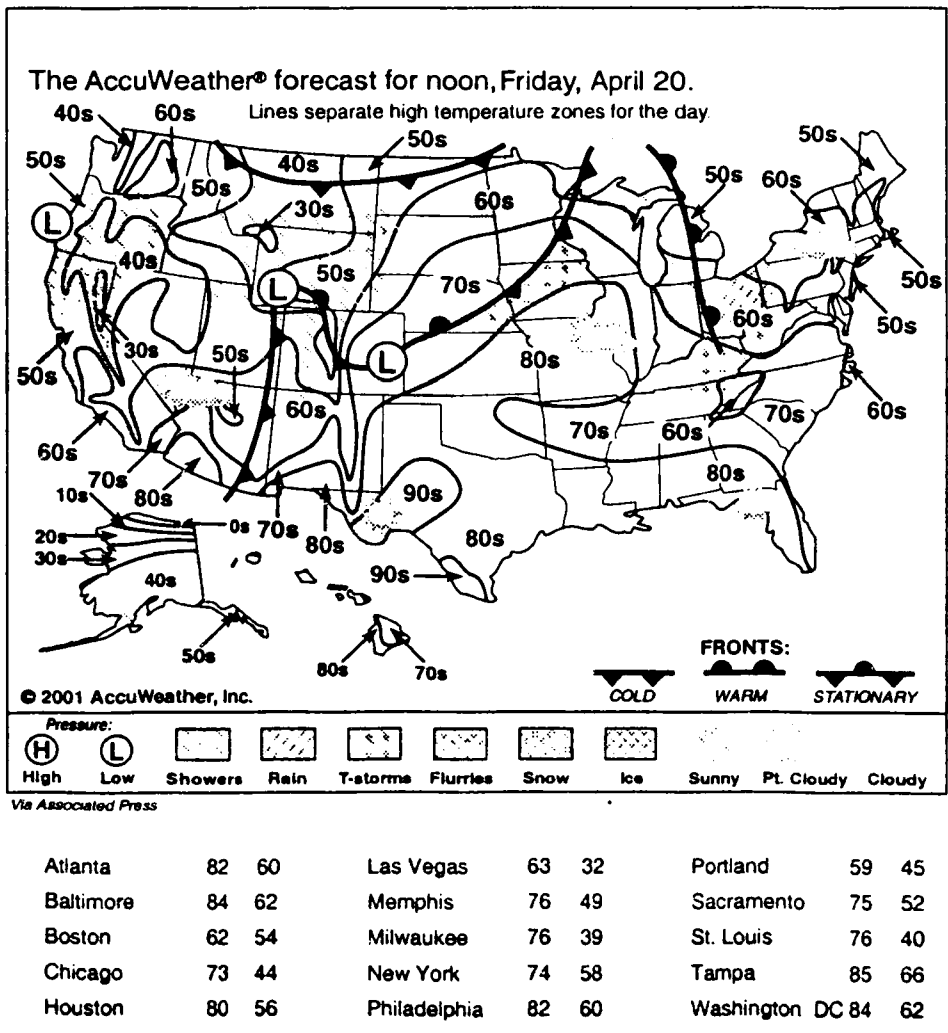 The AccuWeather® forecast for noon, Friday, April 20.
Lines separate high temperature zones for the day.
40s 60s 50s
50s 40s 50s 60s 50s
50s 30s 60s
L 40s 50s 70s 50s
L 50s
50s 30s 50s L 80s 60s 50s
60s 60s 70s 60s 70s 60s
70s 80s 90s 80s
10s 0s 70s 80s 80s
20s
30s 40s 90s
50s 80s 70s
FRONTS:
COLD WARM STATIONARY
© 2001 AccuWeather, Inc.
Pressure:
H L
High Low Showers Rain T-storms Flurries Snow Ice Sunny Pt. Cloudy Cloudy
Via Associated Press
Atlanta 82 60 Las Vegas 63 32 Portland 59 45
Baltimore 84 62 Memphis 76 49 Sacramento 75 52
Boston 62 54 Milwaukee 76 39 St. Louis 76 40
Chicago 73 44 New York 74 58 Tampa 85 66
Houston 80 56 Philadelphia 82 60 Washington DC 84 62